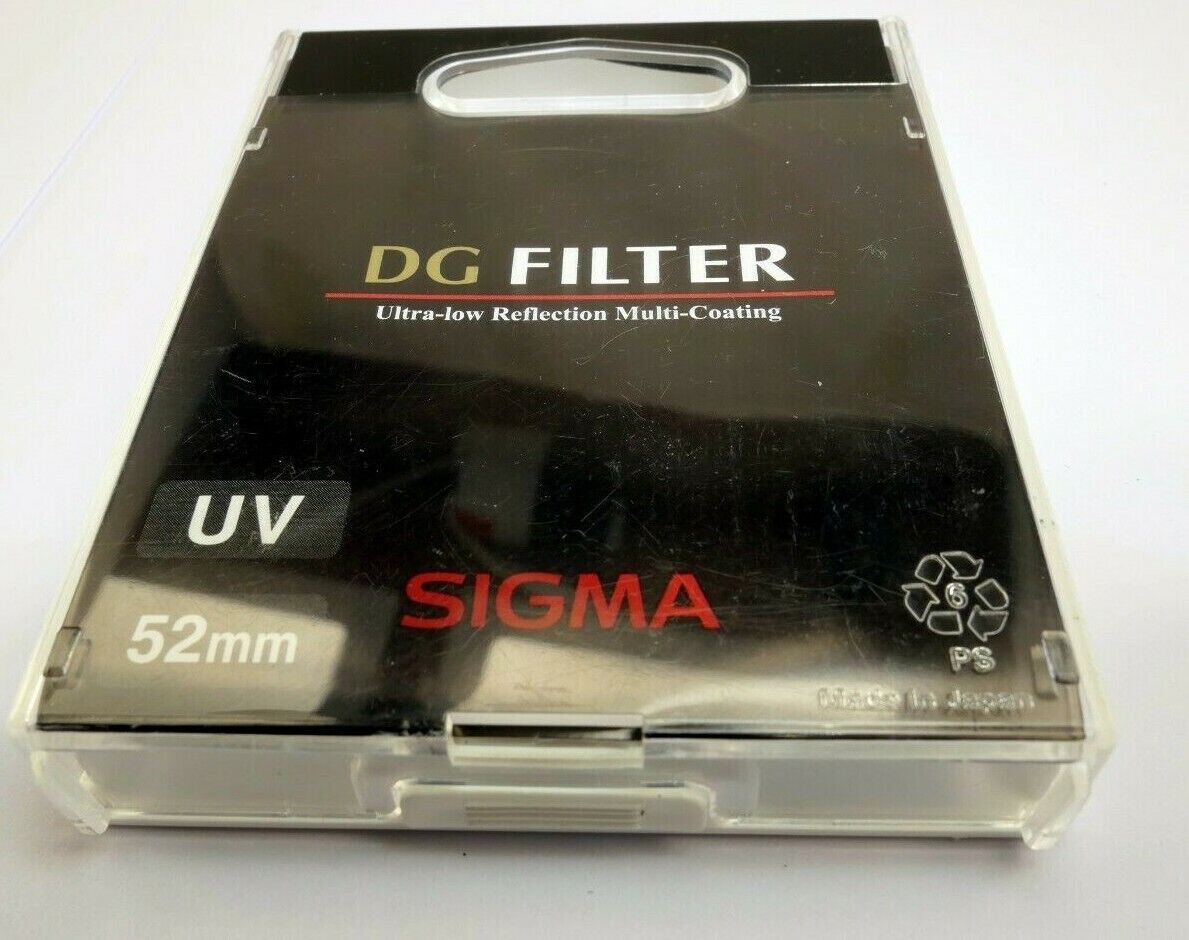 DG FILTER
Ultra-low Reflection Multi-Coating
UV
SIGMA
52mm
6
PS
Made in Japan